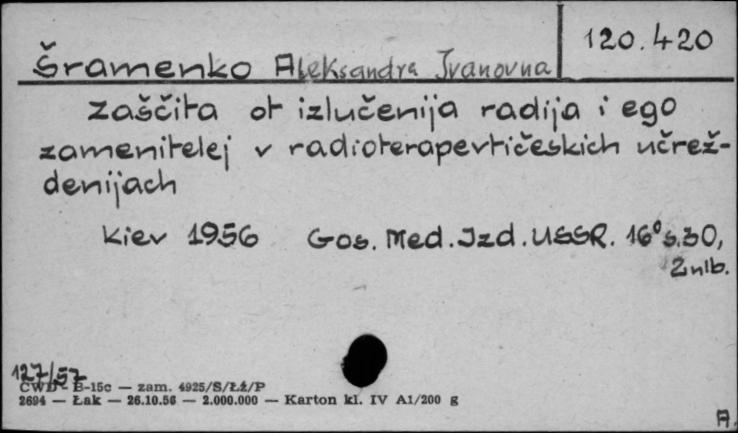 120.420
Šramenko Aleksandra Ivanovna
Zaščita ot izlučenija radija i ego
zamenitelej v radioterapevtičeskich učrež-
denijach
Kiev 1956 Gos. Med. Izd. USSR. 16° s.30,
2 nlb.
127/57
CWD - B-15c — zam. 4925/S/Łź/P
2694 — Łak — 26.10.56 — 2.000.000 — Karton kl. IV A1/200 g
A.